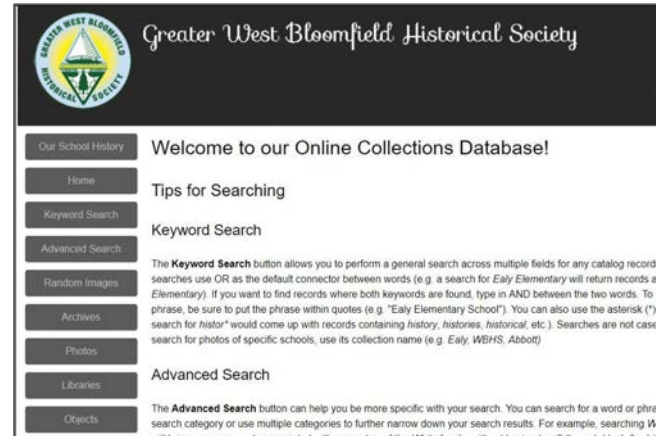 GREATER WEST BLOOMFIELD
HISTORICAL SOCIETY
Greater West Bloomfield Historical Society
Our School History
Home
Keyword Search
Advanced Search
Random Images
Archives
Photos
Libraries
Objects
Welcome to our Online Collections Database!
Tips for Searching
Keyword Search
The Keyword Search button allows you to perform a general search across multiple fields for any catalog record
searches use OR as the default connector between words (e.g. a search for Ealy Elementary will return records
Elementary). If you want to find records where both keywords are found, type in AND between the two words. To
phrase, be sure to put the phrase within quotes (e.g. "Ealy Elementary School"). You can also use the asterisk (*)
search for histor* would come up with records containing history, histories, historical, etc.). Searches are not case
search for photos of specific schools, use its collection name (e.g. Ealy, WBHS, Abbott)
Advanced Search
The Advanced Search button can help you be more specific with your search. You can search for a word or
search category or use multiple categories to further narrow down your search results. For example, searching